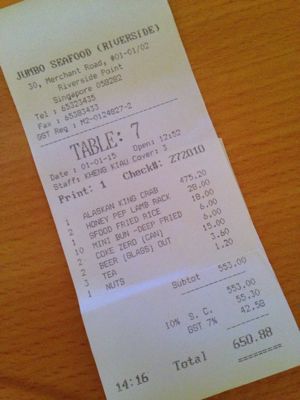 JUMBO SEAFOOD (RIVERSIDE)
30, Merchant Road, #01-01/02
Riverside Point
Singapore 058282
Tel : 65323435
Fax : 65383433
GST Reg : M2-0124827-2
TABLE: 7
Date : 01-01-15 Open: 12:52
Staff: KHENG KIAU Cover: 3
Print: 1 Check#: 272010
1 ALASKAN KING CRAB 475.20
2 HONEY PEP LAMB RACK 28.00
1 SFOOD FRIED RICE 18.00
10 MINI BUN -DEEP FRIED 6.00
2 COKE ZERO (CAN) 6.00
2 BEER (GLASS) OUT 15.00
3 TEA 3.60
1 NUTS 1.20
Subtot 553.00
553.00
10% S. C. 55.30
GST 7% 42.58
14:16 Total 650.88